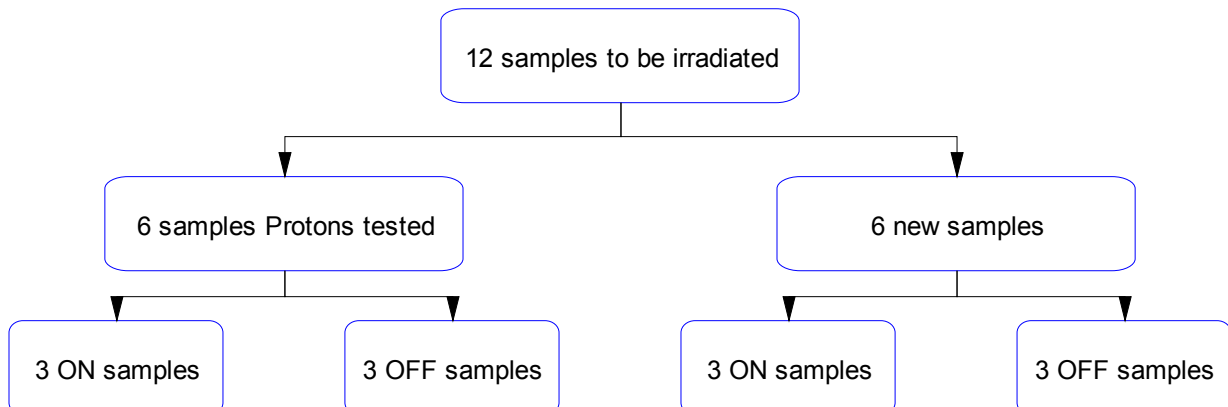 12 samples to be irradiated
6 samples Protons tested
6 new samples
3 ON samples
3 OFF samples
3 ON samples
3 OFF samples